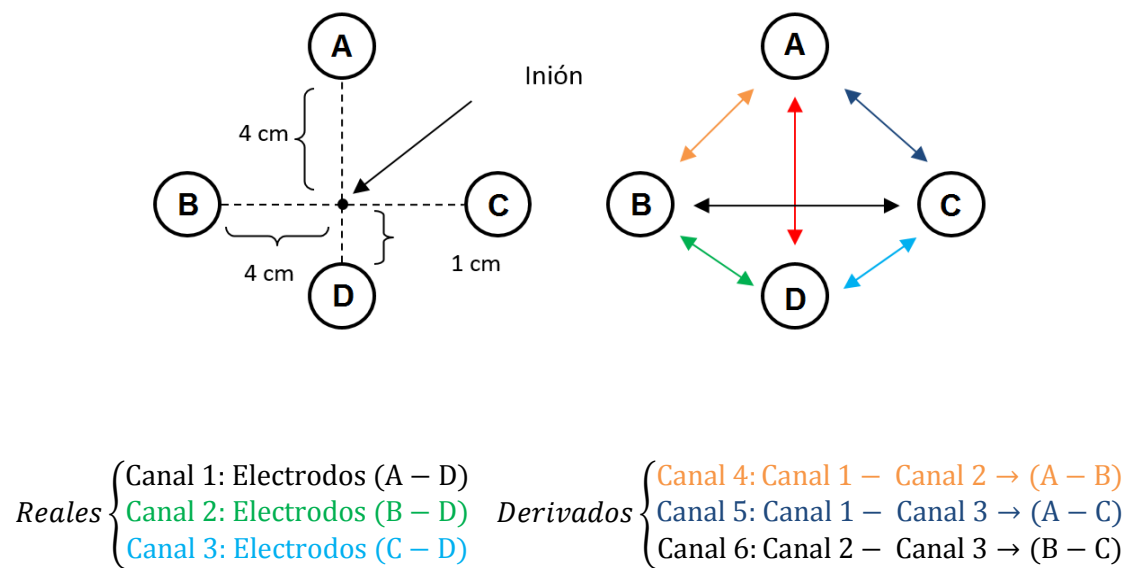 A
A
Inión
4 cm
B
C
B
C
4 cm
1 cm
D
D
Reales { Canal 1: Electrodos (A − D)
Canal 2: Electrodos (B − D)
Canal 3: Electrodos (C − D)
Derivados { Canal 4: Canal 1 − Canal 2 → (A − B)
Canal 5: Canal 1 − Canal 3 → (A − C)
Canal 6: Canal 2 − Canal 3 → (B − C)